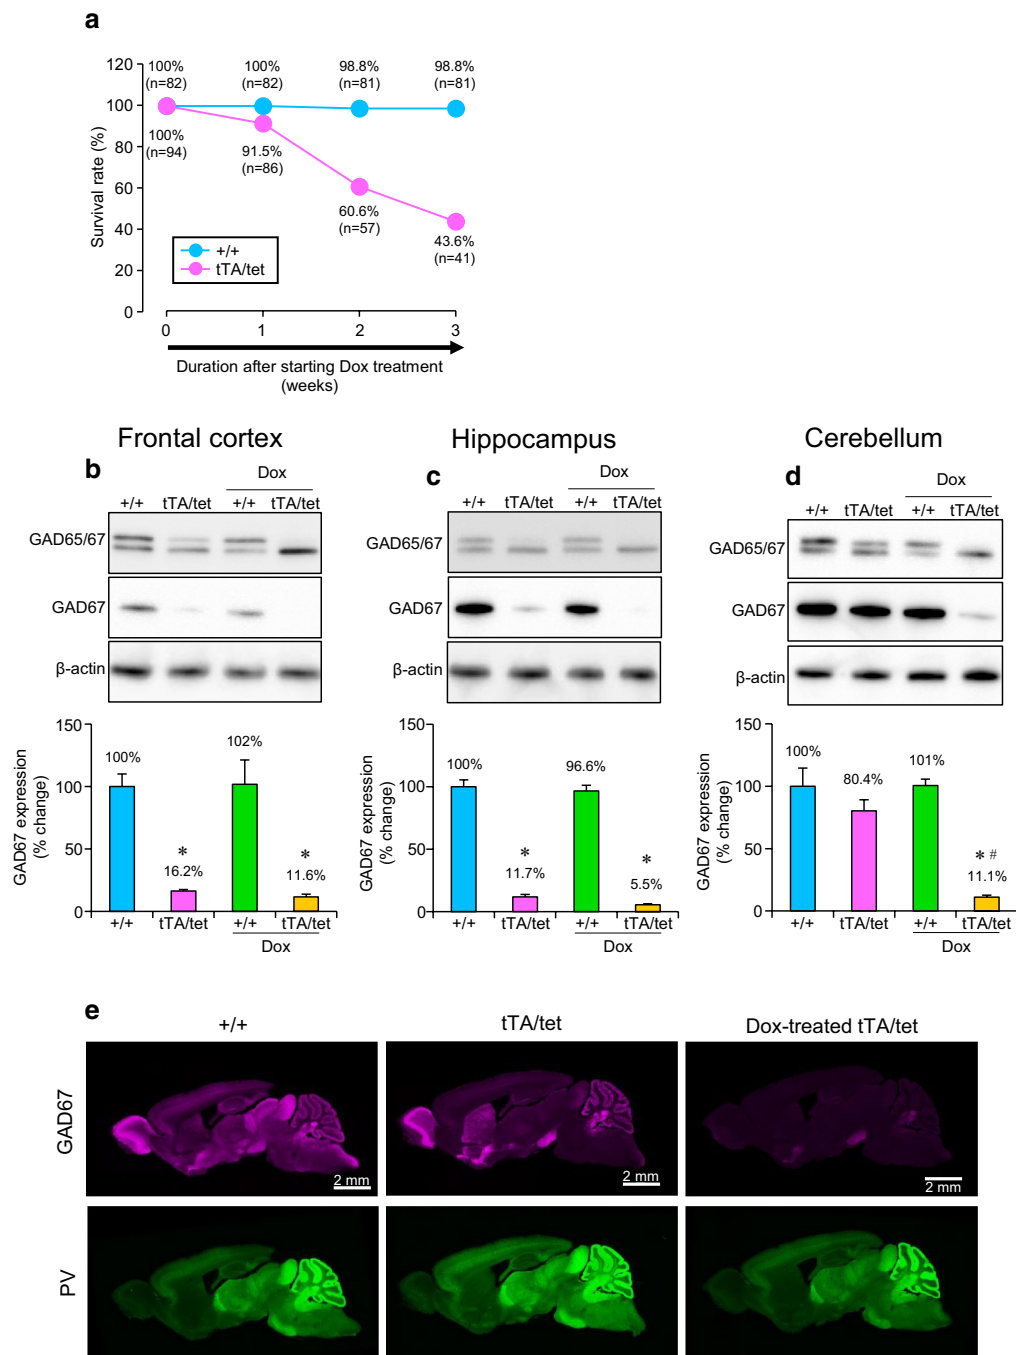 a
120
100
80
60
40
20
0
Survival rate (%)
100%
(n=82)
100%
(n=82)
98.8%
(n=81)
98.8%
(n=81)
100%
(n=94)
91.5%
(n=86)
60.6%
(n=57)
43.6%
(n=41)
+/+
tTA/tet
0 1 2 3
Duration after starting Dox treatment
(weeks)
Frontal cortex
b
Dox
+/+ tTA/tet +/+ tTA/tet
GAD65/67
GAD67
β-actin
150
100
50
0
GAD67 expression
(% change)
100%
*
16.2%
102%
*
11.6%
+/+ tTA/tet +/+ tTA/tet
Dox
Hippocampus
c
Dox
+/+ tTA/tet +/+ tTA/tet
GAD65/67
GAD67
β-actin
150
100
50
0
GAD67 expression
(% change)
100%
*
11.7%
96.6%
*
5.5%
+/+ tTA/tet +/+ tTA/tet
Dox
Cerebellum
d
Dox
+/+ tTA/tet +/+ tTA/tet
GAD65/67
GAD67
β-actin
150
100
50
0
GAD67 expression
(% change)
100%
80.4%
101%
* #
11.1%
+/+ tTA/tet +/+ tTA/tet
Dox
e
+/+ tTA/tet Dox-treated tTA/tet
GAD67
2 mm
2 mm
2 mm
PV